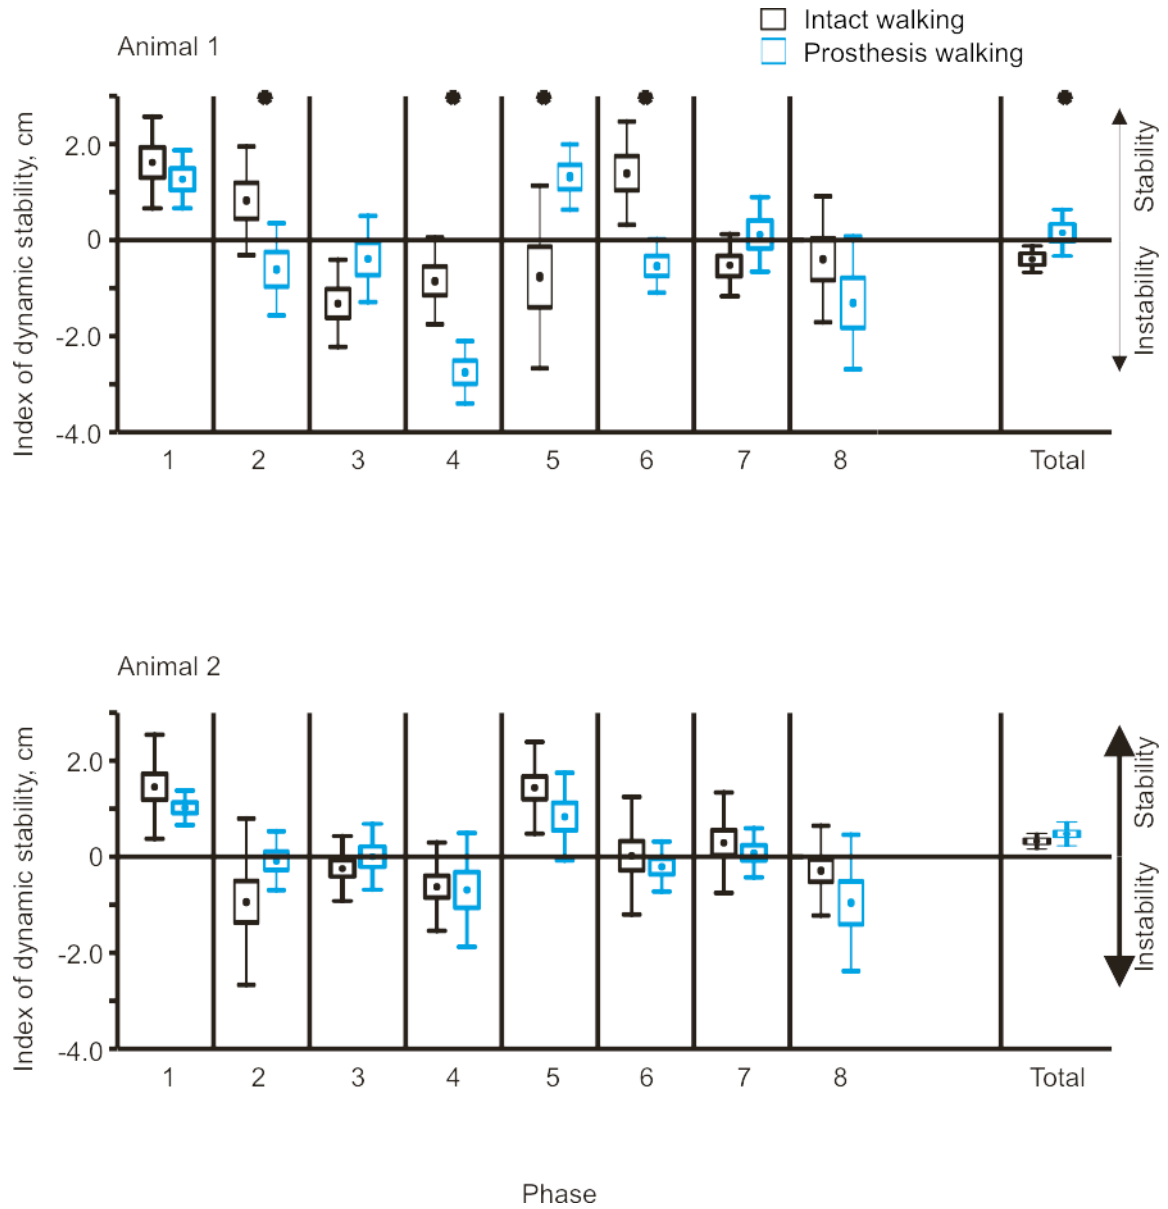 Intact walking
Prosthesis walking
Animal 1
Index of dynamic stability, cm
2.0
0
-2.0
-4.0
Stability
Instability
1 2 3 4 5 6 7 8 Total
Animal 2
Index of dynamic stability, cm
2.0
0
-2.0
-4.0
Stability
Instability
1 2 3 4 5 6 7 8 Total
Phase